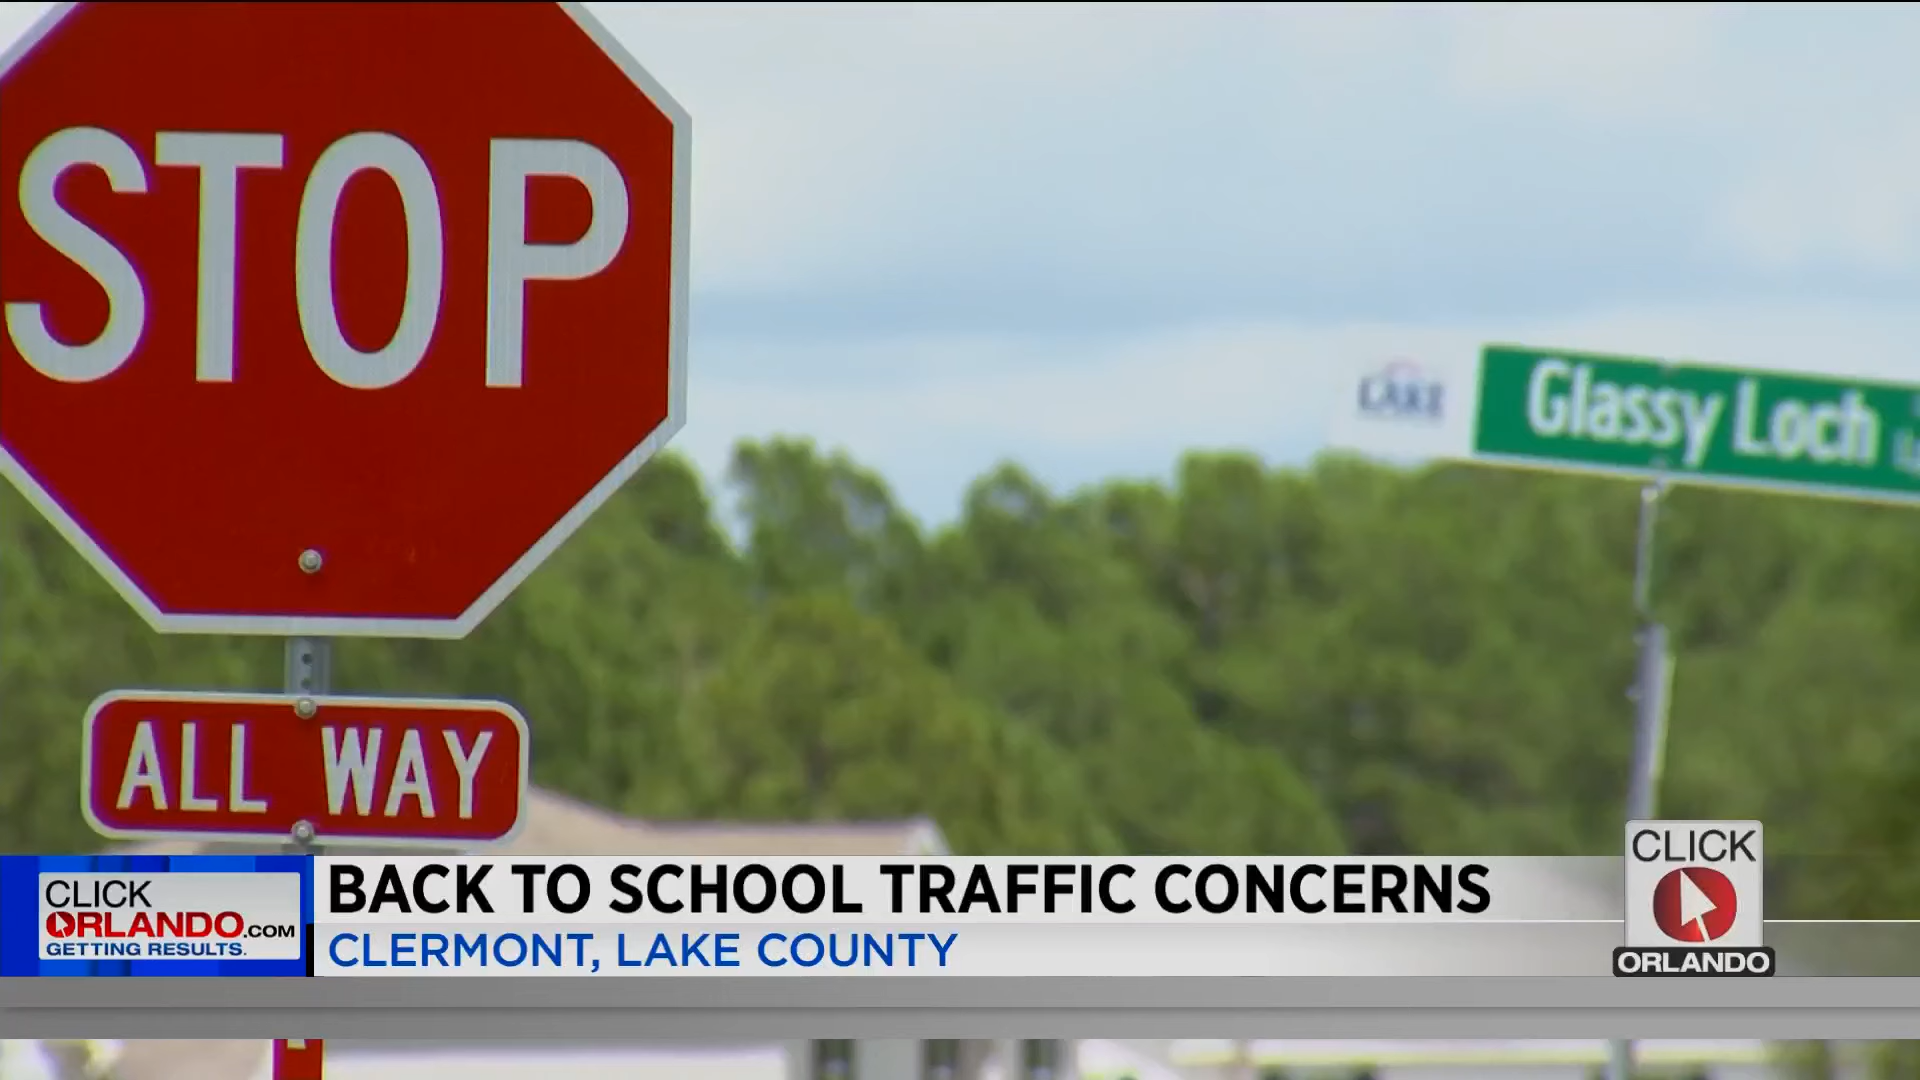 STOP
ALL WAY
LAKE
Glassy Loch
BACK TO SCHOOL TRAFFIC CONCERNS
CLERMONT, LAKE COUNTY
CLICK
ORLANDO.COM
GETTING RESULTS.
CLICK
ORLANDO